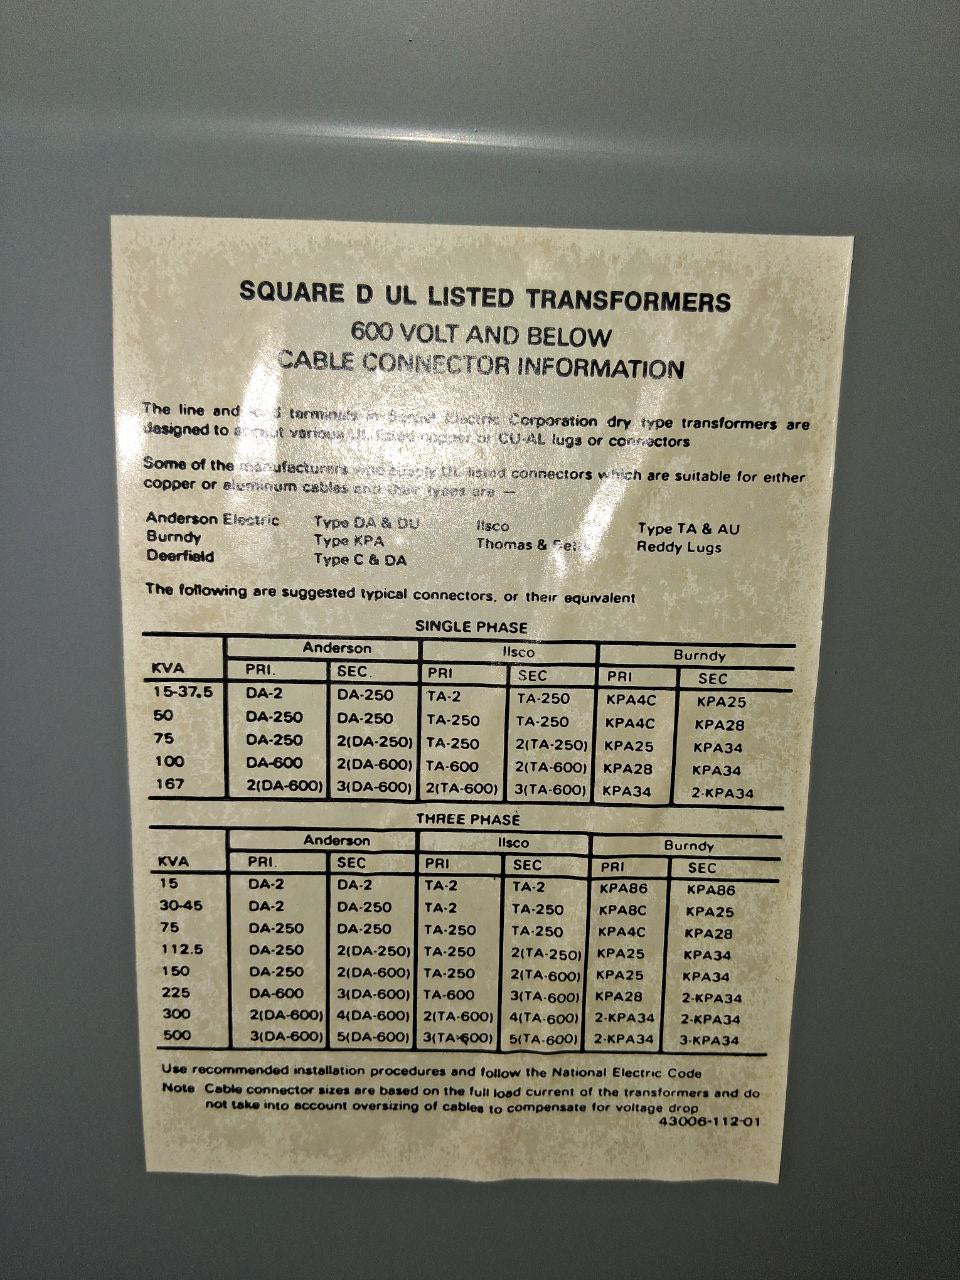 SQUARE D UL LISTED TRANSFORMERS
600 VOLT AND BELOW
CABLE CONNECTOR INFORMATION
The line and terminals in Electric Corporation dry type transformers are
designed to accept various UL listed copper or CU-AL lugs or connectors
Some of the manufacturers who supply UL listed connectors which are suitable for either
copper or aluminum cables and their types are —
Anderson Electric Type DA & DU Ilsco Type TA & AU
Burndy Type KPA Thomas & Reddy Lugs
Deerfield Type C & DA
The following are suggested typical connectors, or their equivalent
SINGLE PHASE
Anderson Ilsco Burndy
KVA PRI. SEC. PRI SEC PRI SEC
15-37.5 DA-2 DA-250 TA-2 TA-250 KPA4C KPA25
50 DA-250 DA-250 TA-250 TA-250 KPA4C KPA28
75 DA-250 2(DA-250) TA-250 2(TA-250) KPA25 KPA34
100 DA-600 2(DA-600) TA-600 2(TA-600) KPA28 KPA34
167 2(DA-600) 3(DA-600) 2(TA-600) 3(TA-600) KPA34 2-KPA34
THREE PHASE
Anderson Ilsco Burndy
KVA PRI. SEC PRI SEC PRI SEC
15 DA-2 DA-2 TA-2 TA-2 KPA86 KPA86
30-45 DA-2 DA-250 TA-2 TA-250 KPA8C KPA25
75 DA-250 DA-250 TA-250 TA-250 KPA4C KPA28
112.5 DA-250 2(DA-250) TA-250 2(TA-250) KPA25 KPA34
150 DA-250 2(DA-600) TA-250 2(TA-600) KPA25 KPA34
225 DA-600 3(DA-600) TA-600 3(TA-600) KPA28 2-KPA34
300 2(DA-600) 4(DA-600) 2(TA-600) 4(TA-600) 2-KPA34 2-KPA34
500 3(DA-600) 5(DA-600) 3(TA-600) 5(TA-600) 2-KPA34 3-KPA34
Use recommended installation procedures and follow the National Electric Code
Note Cable connector sizes are based on the full load current of the transformers and do
not take into account oversizing of cables to compensate for voltage drop
43006-112-01